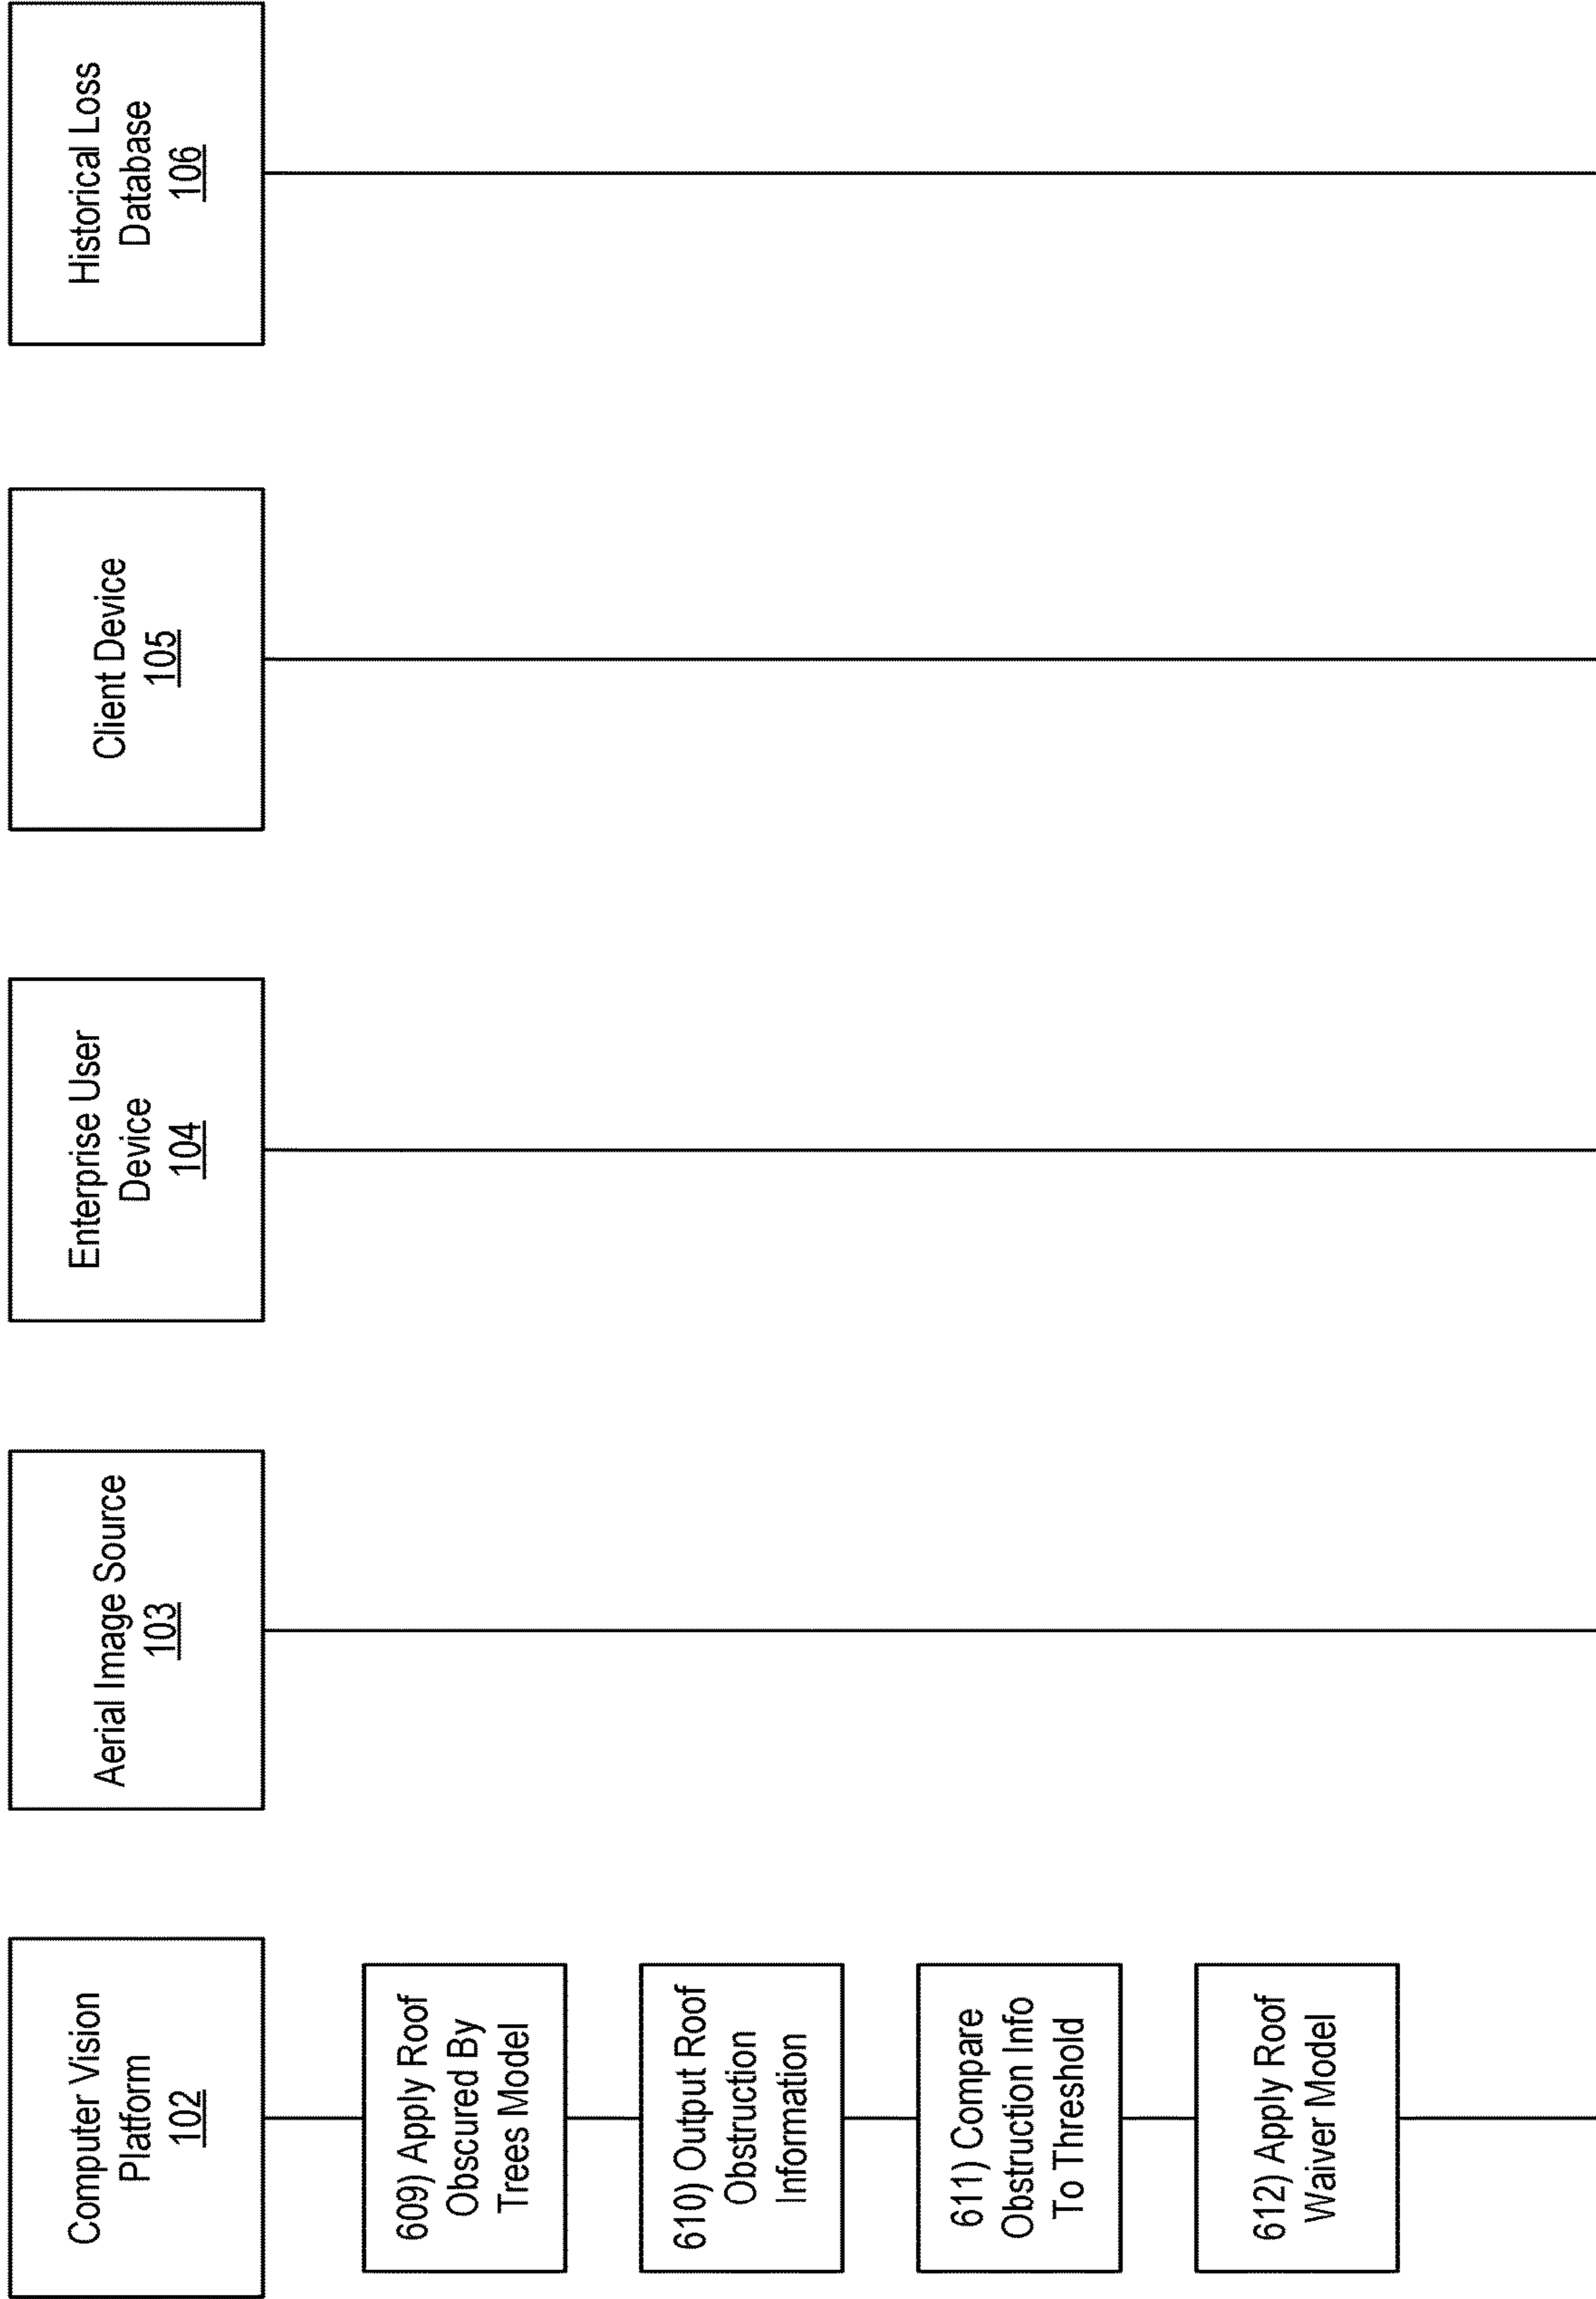 Computer Vision
Platform
102
Aerial Image Source
103
Enterprise User
Device
104
Client Device
105
Historical Loss
Database
106
609) Apply Roof
Obscured By
Trees Model
610) Output Roof
Obstruction
Information
611) Compare
Obstruction Info
To Threshold
612) Apply Roof
Waiver Model